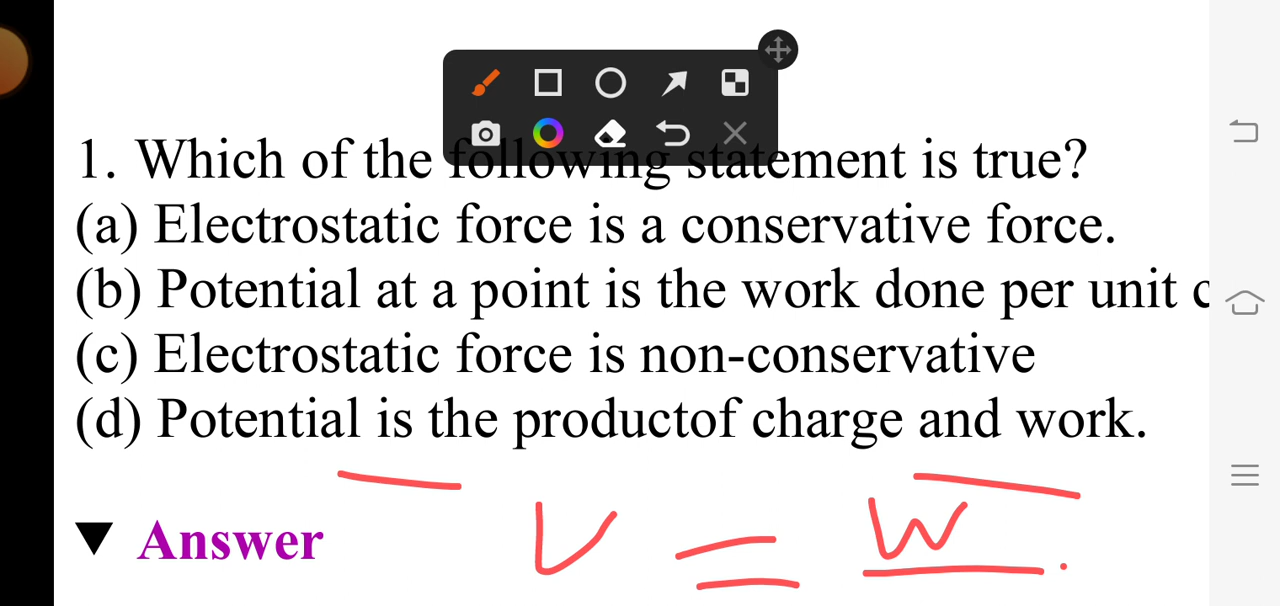 1. Which of the following statement is true?
(a) Electrostatic force is a conservative force.
(b) Potential at a point is the work done per unit c
(c) Electrostatic force is non-conservative
(d) Potential is the productof charge and work.
Answer
V = W